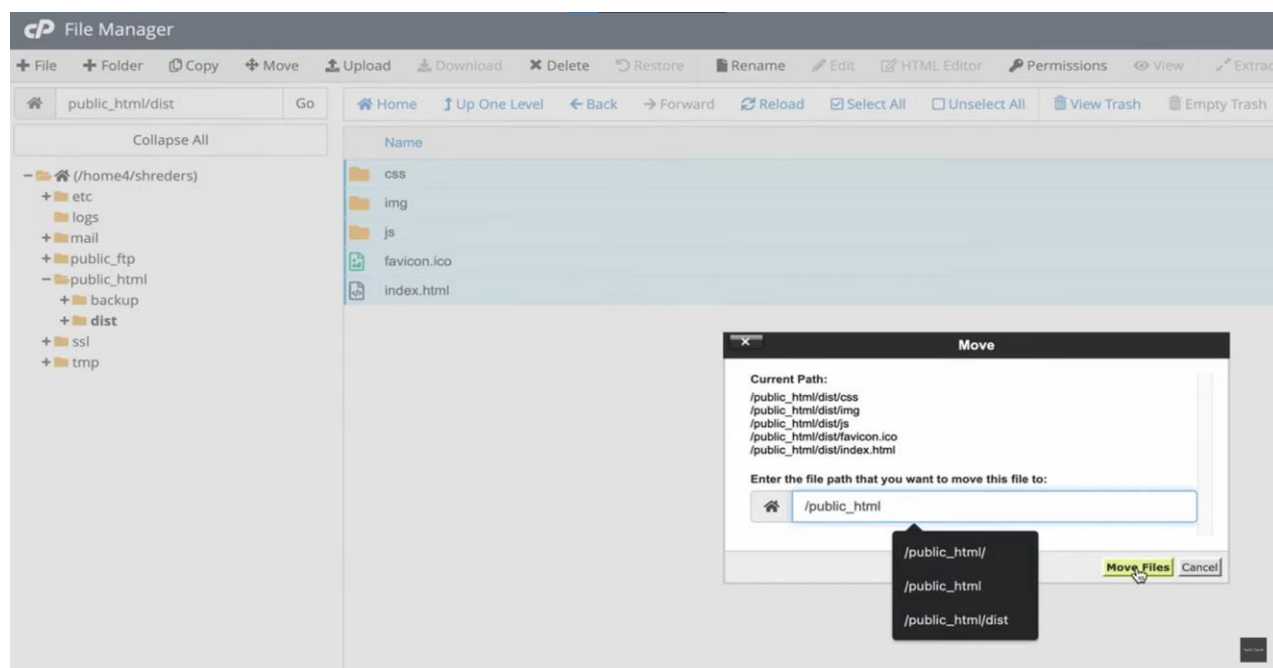 cP File Manager
+ File + Folder Copy Move Upload Download Delete Restore Rename Edit HTML Editor Permissions View Extrac
public_html/dist Go Home Up One Level Back Forward Reload Select All Unselect All View Trash Empty Trash
Collapse All
Name
(/home4/shreders)
etc
logs
mail
public_ftp
public_html
backup
dist
ssl
tmp
css
img
js
favicon.ico
index.html
Move
Current Path:
/public_html/dist/css
/public_html/dist/img
/public_html/dist/js
/public_html/dist/favicon.ico
/public_html/dist/index.html
Enter the file path that you want to move this file to:
/public_html
/public_html/
/public_html
/public_html/dist
Move Files Cancel